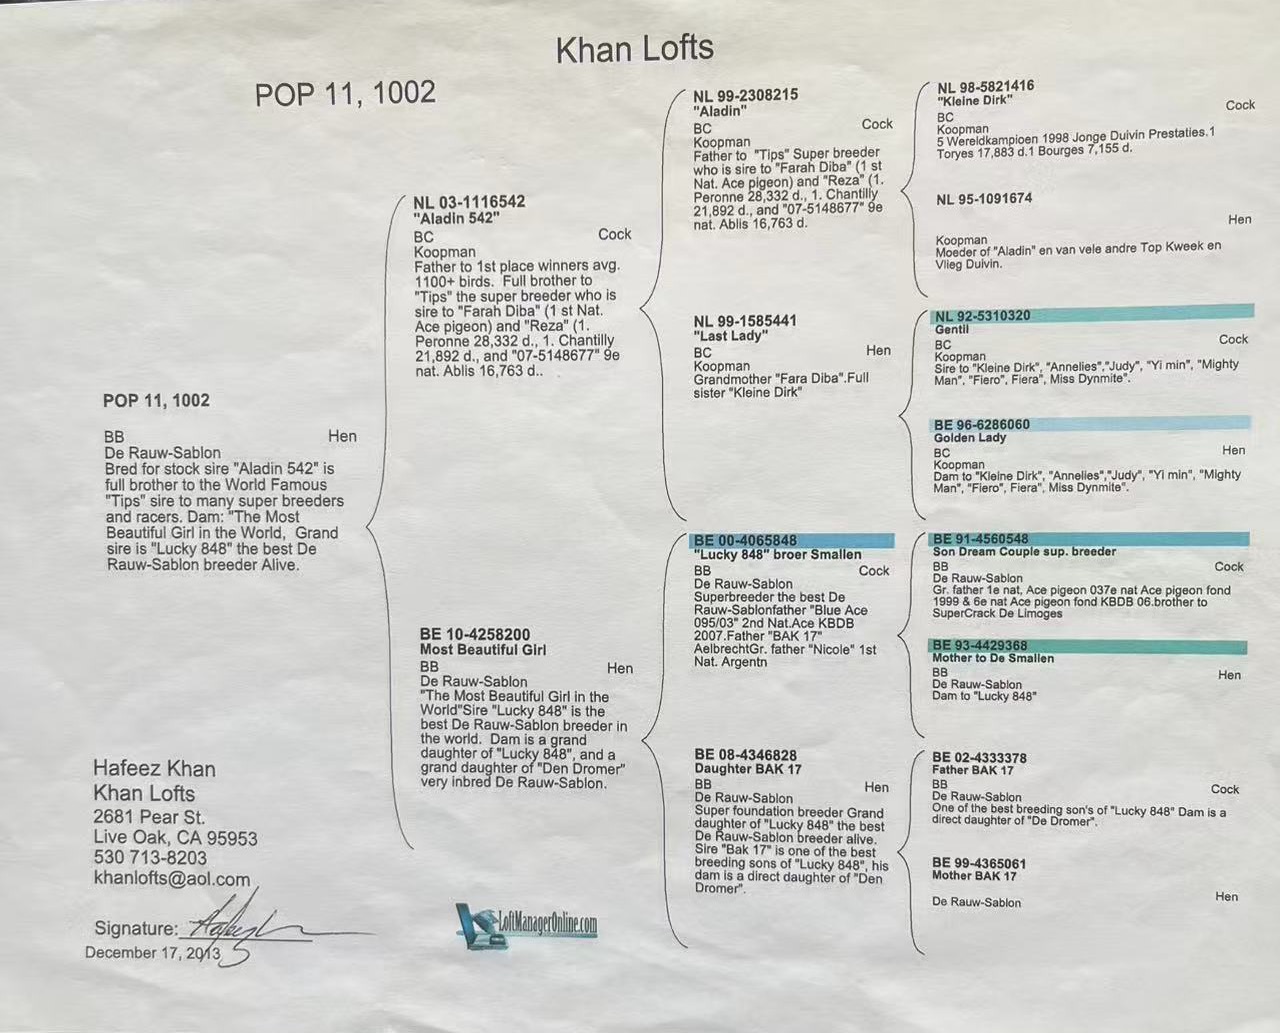 Khan Lofts
POP 11, 1002
POP 11, 1002
BB
Hen
De Rauw-Sablon
Bred for stock sire "Aladin 542" is
full brother to the World Famous
"Tips" sire to many super breeders
and racers. Dam: "The Most
Beautiful Girl in the World, Grand
sire is "Lucky 848" the best De
Rauw-Sablon breeder Alive.
NL 03-1116542
"Aladin 542"
BC
Cock
Koopman
Father to 1st place winners avg.
1100+ birds. Full brother to
"Tips" the super breeder who is
sire to "Farah Diba" (1 st Nat.
Ace pigeon) and "Reza" (1.
Peronne 28,332 d., 1. Chantilly
21,892 d., and "07-5148677" 9e
nat. Ablis 16,763 d..
BE 10-4258200
Most Beautiful Girl
BB
Hen
De Rauw-Sablon
"The Most Beautiful Girl in the
World"Sire "Lucky 848" is the
best De Rauw-Sablon breeder in
the world. Dam is a grand
daughter of "Lucky 848", and a
grand daughter of "Den Dromer"
very inbred De Rauw-Sablon.
NL 99-2308215
"Aladin"
BC
Cock
Koopman
Father to "Tips" Super breeder
who is sire to "Farah Diba" (1 st
Nat. Ace pigeon) and "Reza" (1.
Peronne 28,332 d., 1. Chantilly
21,892 d., and "07-5148677" 9e
nat. Ablis 16,763 d.
NL 99-1585441
"Last Lady"
BC
Hen
Koopman
Grandmother "Fara Diba".Full
sister "Kleine Dirk"
BE 00-4065848
"Lucky 848" broer Smallen
BB
Cock
De Rauw-Sablon
Superbreeder the best De
Rauw-Sablonfather "Blue Ace
095/03" 2nd Nat.Ace KBDB
2007.Father "BAK 17"
AelbrechtGr. father "Nicole" 1st
Nat. Argentn
BE 08-4346828
Daughter BAK 17
BB
Hen
De Rauw-Sablon
Super foundation breeder Grand
daughter of "Lucky 848" the best
De Rauw-Sablon breeder alive.
Sire "Bak 17" is one of the best
breeding sons of "Lucky 848", his
dam is a direct daughter of "Den
Dromer".
NL 98-5821416
"Kleine Dirk"
Cock
BC
Koopman
5 Wereldkampioen 1998 Jonge Duivin Prestaties.1
Toryes 17,883 d.1 Bourges 7,155 d.
NL 95-1091674
Hen
Koopman
Moeder of "Aladin" en van vele andre Top Kweek en
Vlieg Duivin.
NL 92-5310320
Gentil
Cock
BC
Koopman
Sire to "Kleine Dirk", "Annelies","Judy", "Yi min", "Mighty
Man", "Fiero", Fiera", Miss Dynmite".
BE 96-6286060
Golden Lady
Hen
BC
Koopman
Dam to "Kleine Dirk", "Annelies","Judy", "Yi min", "Mighty
Man", "Fiero", Fiera", Miss Dynmite".
BE 91-4560548
Son Dream Couple sup. breeder
BB
Cock
De Rauw-Sablon
Gr. father 1e nat, Ace pigeon 037e nat Ace pigeon fond
1999 & 6e nat Ace pigeon fond KBDB 06.brother to
SuperCrack De Limoges
BE 93-4429368
Mother to De Smallen
BB
Hen
De Rauw-Sablon
Dam to "Lucky 848"
BE 02-4333378
Father BAK 17
BB
Cock
De Rauw-Sablon
One of the best breeding son's of "Lucky 848" Dam is a
direct daughter of "De Dromer".
BE 99-4365061
Mother BAK 17
Hen
De Rauw-Sablon
Hafeez Khan
Khan Lofts
2681 Pear St.
Live Oak, CA 95953
530 713-8203
khanlofts@aol.com
Signature:
December 17, 2013
LoftManagerOnline.com